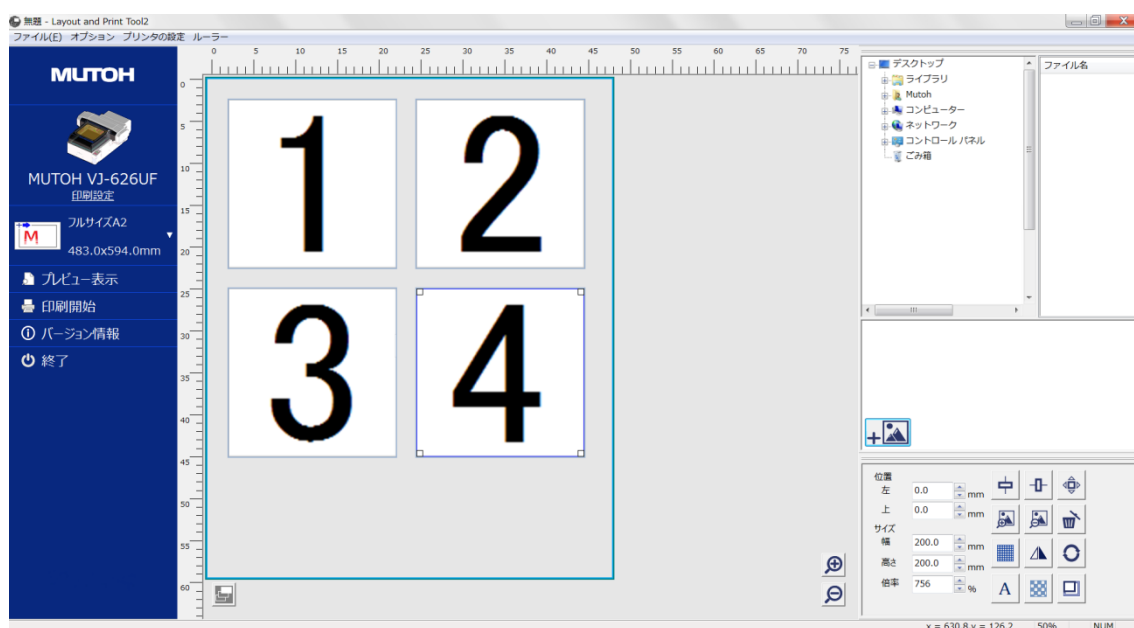 無題 - Layout and Print Tool2
ファイル(F) オプション プリンタの設定 ルーラー
MUTOH
MUTOH VJ-626UF
印刷設定
M
フルサイズA2
483.0x594.0mm
プレビュー表示
印刷開始
バージョン情報
終了
0 5 10 15 20 25 30 35 40 45 50 55 60 65 70 75
0
5
10
15
20
25
30
35
40
45
50
55
60
1 2
3 4
デスクトップ
ライブラリ
Mutoh
コンピューター
ネットワーク
コントロール パネル
ごみ箱
ファイル名
位置
左 0.0 mm
上 0.0 mm
サイズ
幅 200.0 mm
高さ 200.0 mm
倍率 756 %
A
x = 630.8 y = 126.2 50% NUM